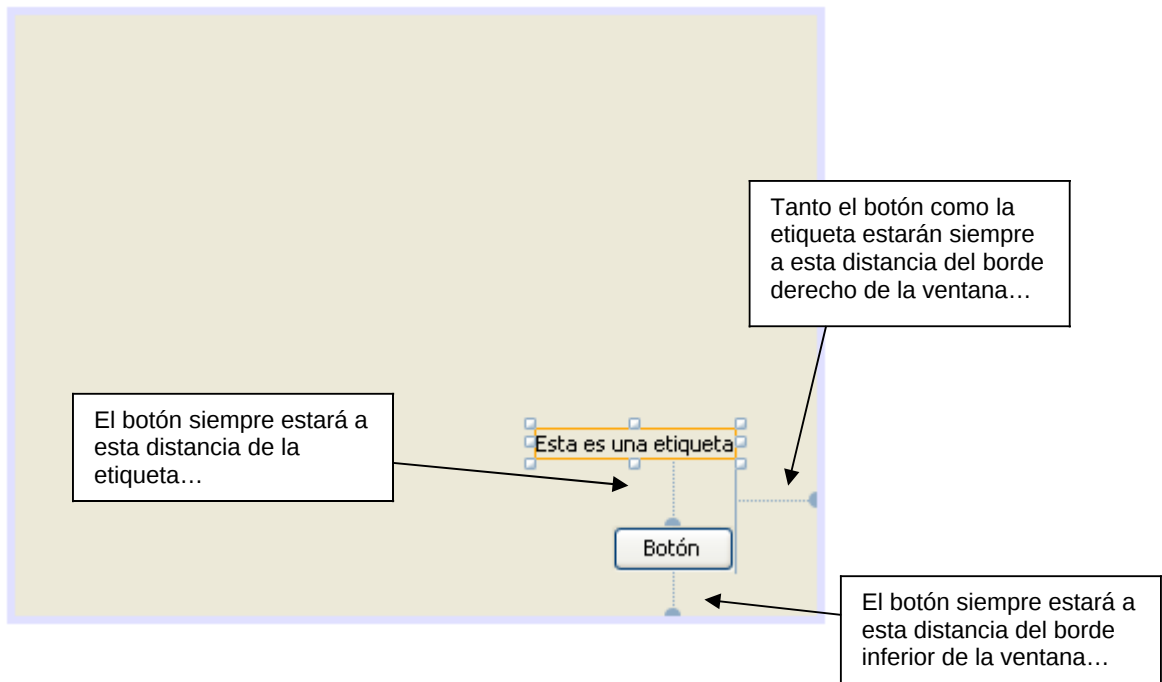 Tanto el botón como la
etiqueta estarán siempre
a esta distancia del borde
derecho de la ventana…
El botón siempre estará a
esta distancia de la
etiqueta…
Esta es una etiqueta
Botón
El botón siempre estará a
esta distancia del borde
inferior de la ventana…